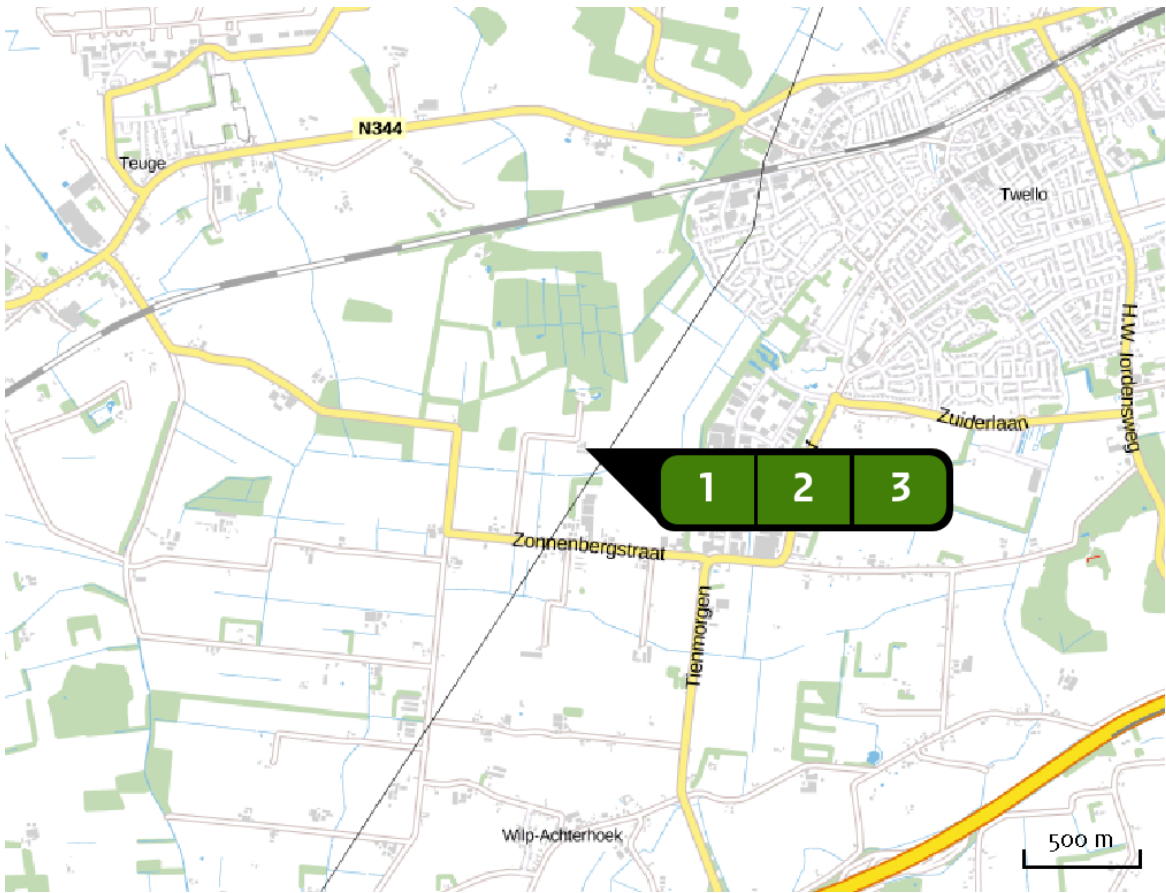 N344
Teuge
Twello
H.W. Iordensweg
Zuiderlaan
1 2 3
Zonnenbergstraat
Tienmorgen
Wilp-Achterhoek
500 m